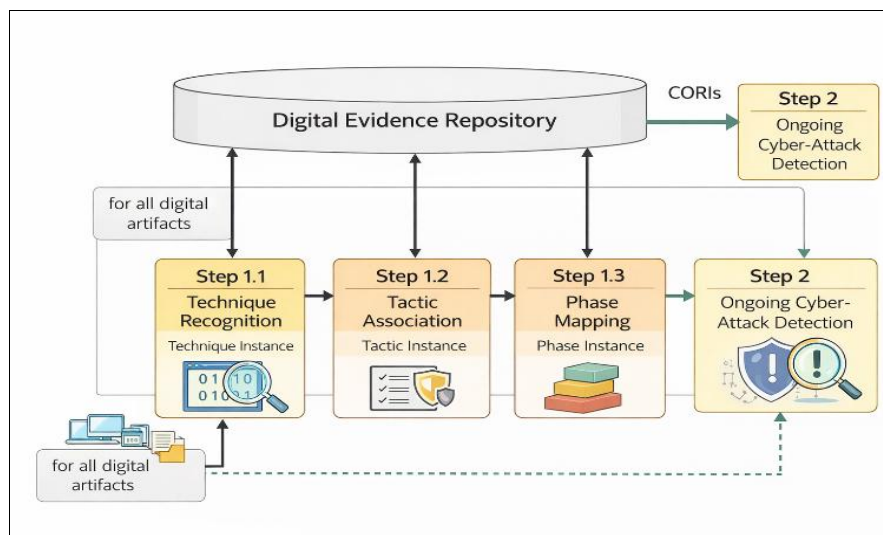 Digital Evidence Repository
CORIs
Step 2
Ongoing
Cyber-Attack
Detection
for all digital
artifacts
Step 1.1
Technique
Recognition
Technique Instance
01010
01001
Step 1.2
Tactic
Association
Tactic Instance
Step 1.3
Phase
Mapping
Phase Instance
Step 2
Ongoing Cyber-
Attack Detection
for all digital
artifacts